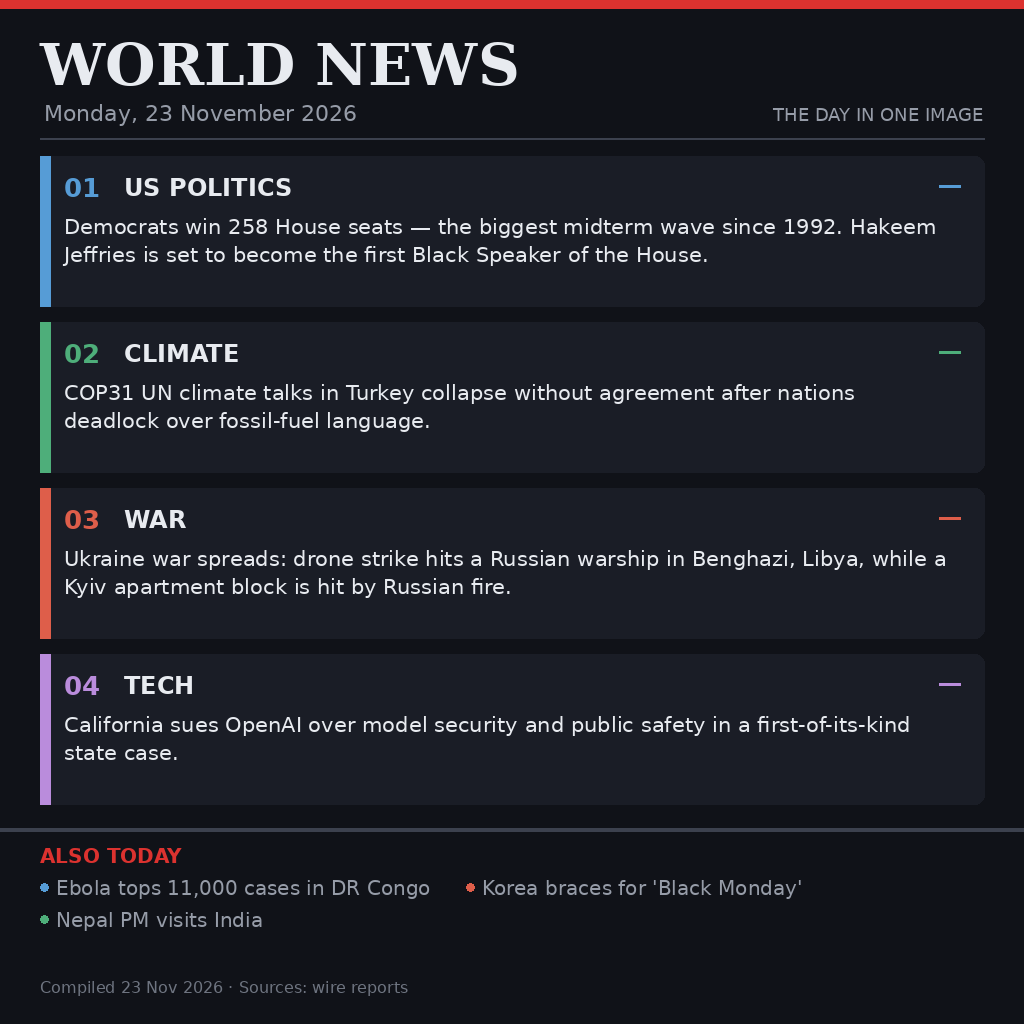 WORLD NEWS
Monday, 23 November 2026
THE DAY IN ONE IMAGE
01 US POLITICS
Democrats win 258 House seats — the biggest midterm wave since 1992. Hakeem
Jeffries is set to become the first Black Speaker of the House.
02 CLIMATE
COP31 UN climate talks in Turkey collapse without agreement after nations
deadlock over fossil-fuel language.
03 WAR
Ukraine war spreads: drone strike hits a Russian warship in Benghazi, Libya, while a
Kyiv apartment block is hit by Russian fire.
04 TECH
California sues OpenAI over model security and public safety in a first-of-its-kind
state case.
ALSO TODAY
Ebola tops 11,000 cases in DR Congo
Korea braces for 'Black Monday'
Nepal PM visits India
Compiled 23 Nov 2026 · Sources: wire reports